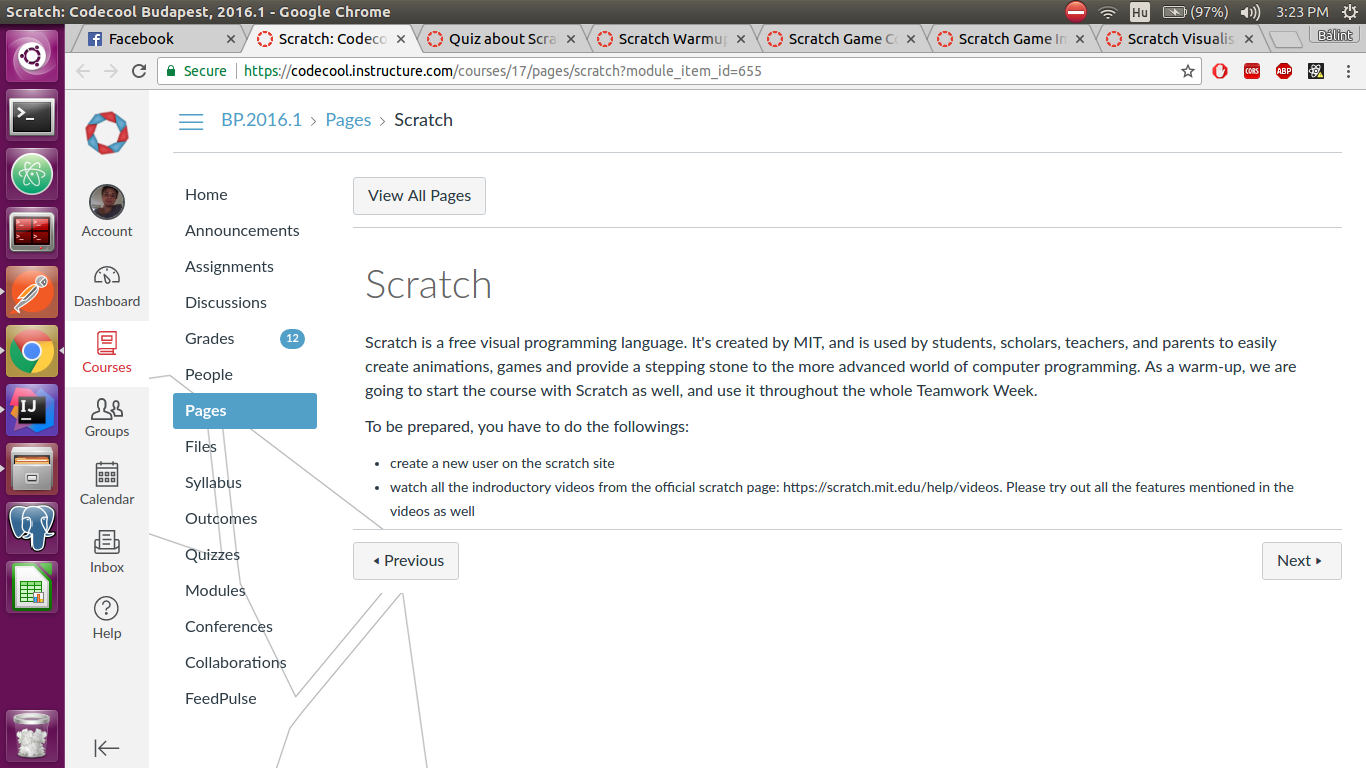 Scratch: Codecool Budapest, 2016.1 - Google Chrome
Hu
(97%)
3:23 PM
Facebook
Scratch: Codeco
Quiz about Scra
Scratch Warmup
Scratch Game Co
Scratch Game In
Scratch Visualis
Bálint
Secure
https://codecool.instructure.com/courses/17/pages/scratch?module_item_id=655
CORS
ABP
BP.2016.1 > Pages > Scratch
Account
Dashboard
Courses
Groups
Calendar
Inbox
Help
Home
Announcements
Assignments
Discussions
Grades 12
People
Pages
Files
Syllabus
Outcomes
Quizzes
Modules
Conferences
Collaborations
FeedPulse
View All Pages
Scratch
Scratch is a free visual programming language. It's created by MIT, and is used by students, scholars, teachers, and parents to easily
create animations, games and provide a stepping stone to the more advanced world of computer programming. As a warm-up, we are
going to start the course with Scratch as well, and use it throughout the whole Teamwork Week.
To be prepared, you have to do the followings:
• create a new user on the scratch site
• watch all the indroductory videos from the official scratch page: https://scratch.mit.edu/help/videos. Please try out all the features mentioned in the
videos as well
Previous
Next